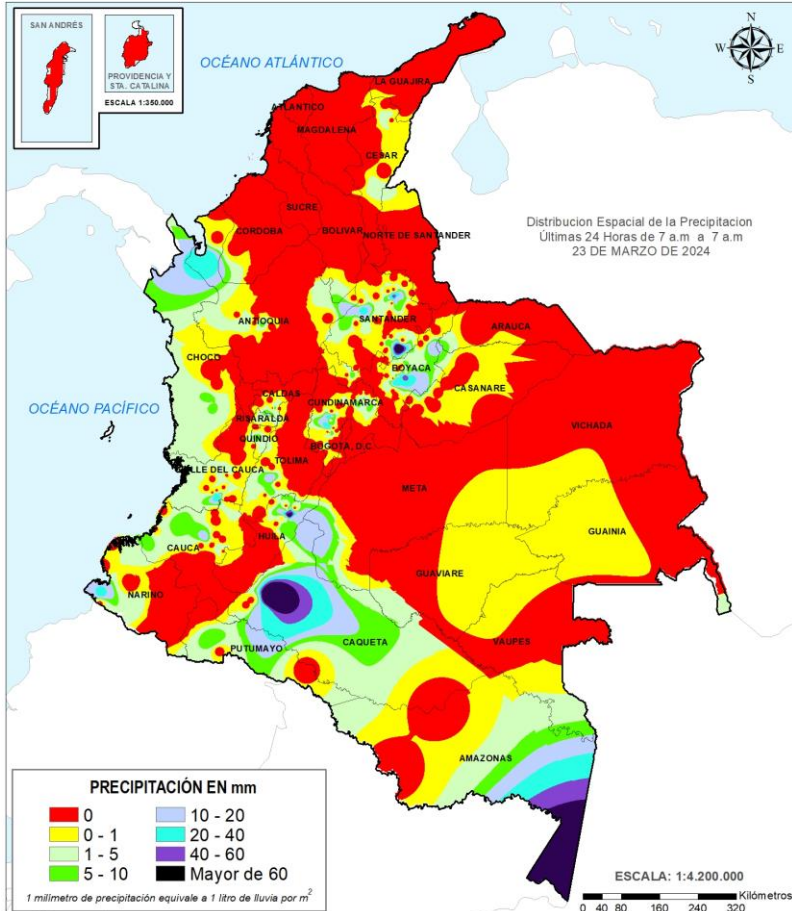 SAN ANDRÉS
PROVIDENCIA Y
STA. CATALINA
ESCALA 1:350.000
OCÉANO ATLÁNTICO
N
W
E
S
LA GUAJIRA
ATLANTICO
MAGDALENA
CESAR
SUCRE
CORDOBA
BOLIVAR
NORTE DE SANTANDER
Distribucion Espacial de la Precipitacion
Últimas 24 Horas de 7 a.m a 7 a.m
23 DE MARZO DE 2024
ANTIOQUIA
SANTANDER
ARAUCA
CHOCO
BOYACA
CASANARE
OCÉANO PACÍFICO
CALDAS
CUNDINAMARCA
RISARALDA
VICHADA
QUINDIO
BOGOTA, D.C.
TOLIMA
VALLE DEL CAUCA
META
GUAINIA
HUILA
CAUCA
GUAVIARE
NARIÑO
CAQUETA
VAUPES
PUTUMAYO
AMAZONAS
PRECIPITACIÓN EN mm
0
0 - 1
1 - 5
5 - 10
10 - 20
20 - 40
40 - 60
Mayor de 60
1 milímetro de precipitación equivale a 1 litro de lluvia por m²
ESCALA: 1:4.200.000
Kilómetros
0 40 80 160 240 320